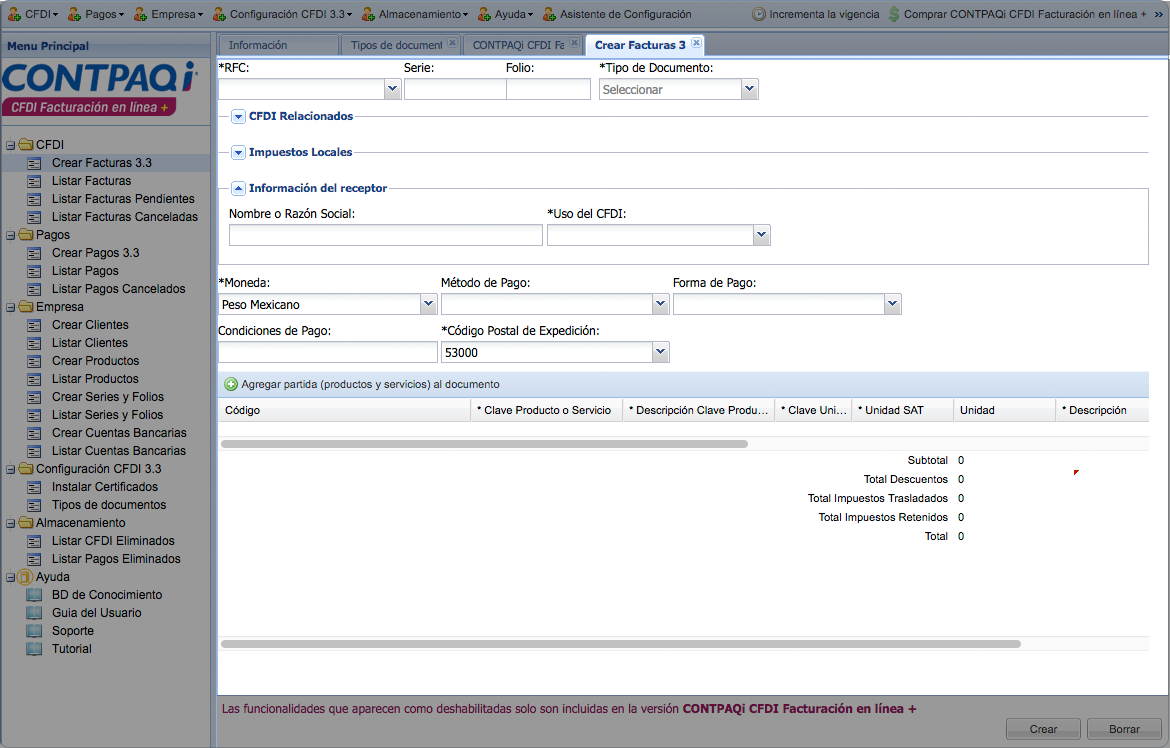 CFDI Pagos Empresa Configuración CFDI 3.3 Almacenamiento Ayuda Asistente de Configuración Incrementa la vigencia Comprar CONTPAQi CFDI Facturación en línea + »
Menu Principal
Información Tipos de document CONTPAQi CFDI Fa Crear Facturas 3
CONTPAQi
CFDI Facturación en línea +
CFDI
Crear Facturas 3.3
Listar Facturas
Listar Facturas Pendientes
Listar Facturas Canceladas
Pagos
Crear Pagos 3.3
Listar Pagos
Listar Pagos Cancelados
Empresa
Crear Clientes
Listar Clientes
Crear Productos
Listar Productos
Crear Series y Folios
Listar Series y Folios
Crear Cuentas Bancarias
Listar Cuentas Bancarias
Configuración CFDI 3.3
Instalar Certificados
Tipos de documentos
Almacenamiento
Listar CFDI Eliminados
Listar Pagos Eliminados
Ayuda
BD de Conocimiento
Guia del Usuario
Soporte
Tutorial
*RFC: Serie: Folio: *Tipo de Documento:
Seleccionar
CFDI Relacionados
Impuestos Locales
Información del receptor
Nombre o Razón Social: *Uso del CFDI:
*Moneda: Método de Pago: Forma de Pago:
Peso Mexicano
Condiciones de Pago: *Código Postal de Expedición:
53000
Agregar partida (productos y servicios) al documento
Código * Clave Producto o Servicio * Descripción Clave Produ... * Clave Uni... * Unidad SAT Unidad * Descripción
Subtotal 0
Total Descuentos 0
Total Impuestos Trasladados 0
Total Impuestos Retenidos 0
Total 0
Las funcionalidades que aparecen como deshabilitadas solo son incluidas en la versión CONTPAQi CFDI Facturación en línea +
Crear Borrar